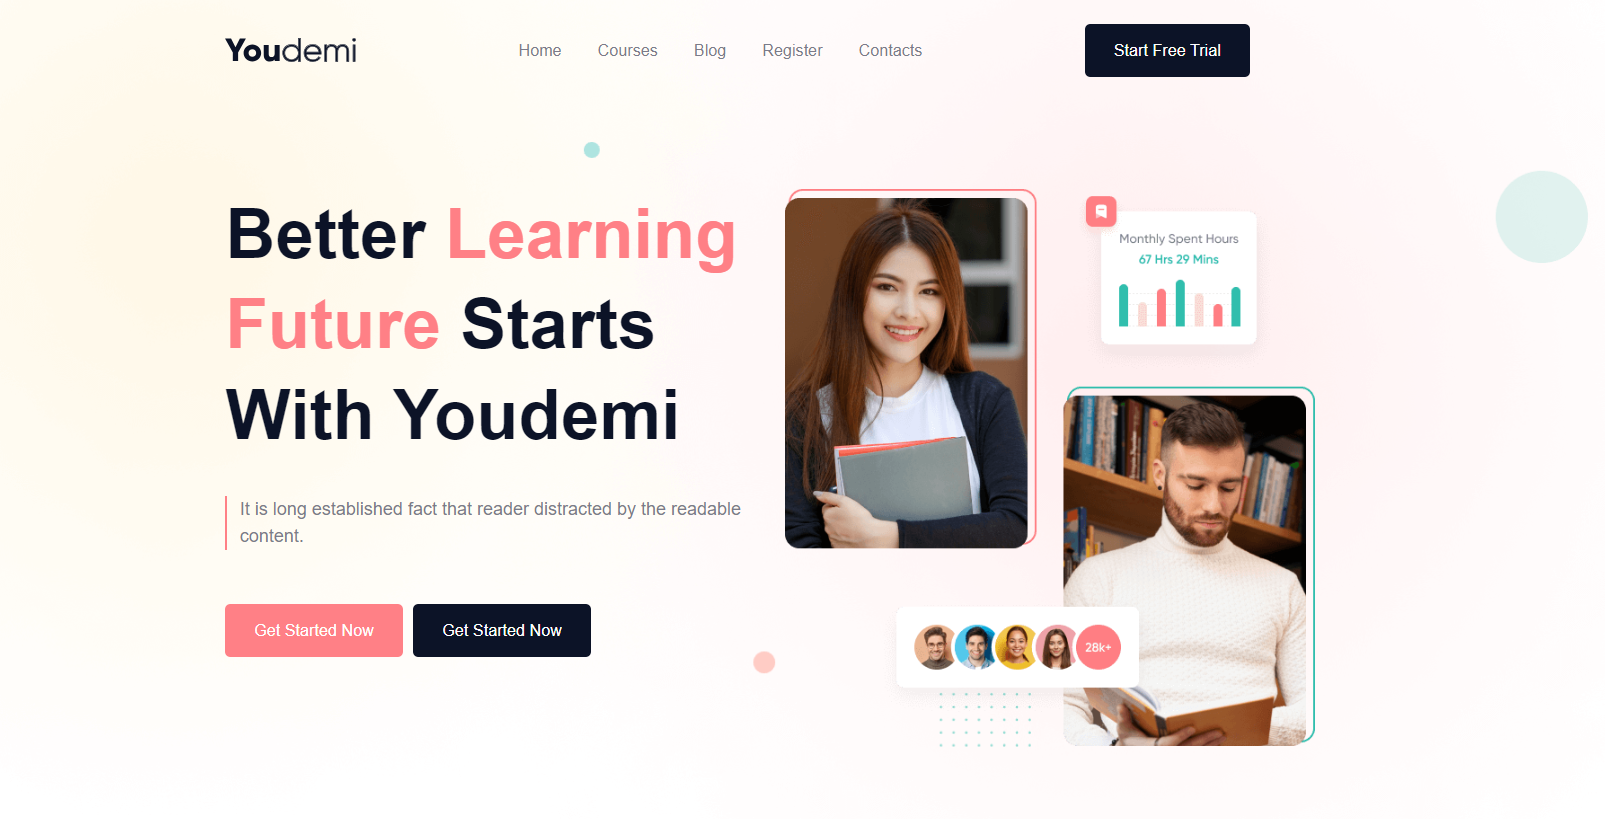 Youdemi
Home Courses Blog Register Contacts
Start Free Trial
Better Learning
Future Starts
With Youdemi
It is long established fact that reader distracted by the readable
content.
Get Started Now
Get Started Now
Monthly Spent Hours
67 Hrs 29 Mins
28k+